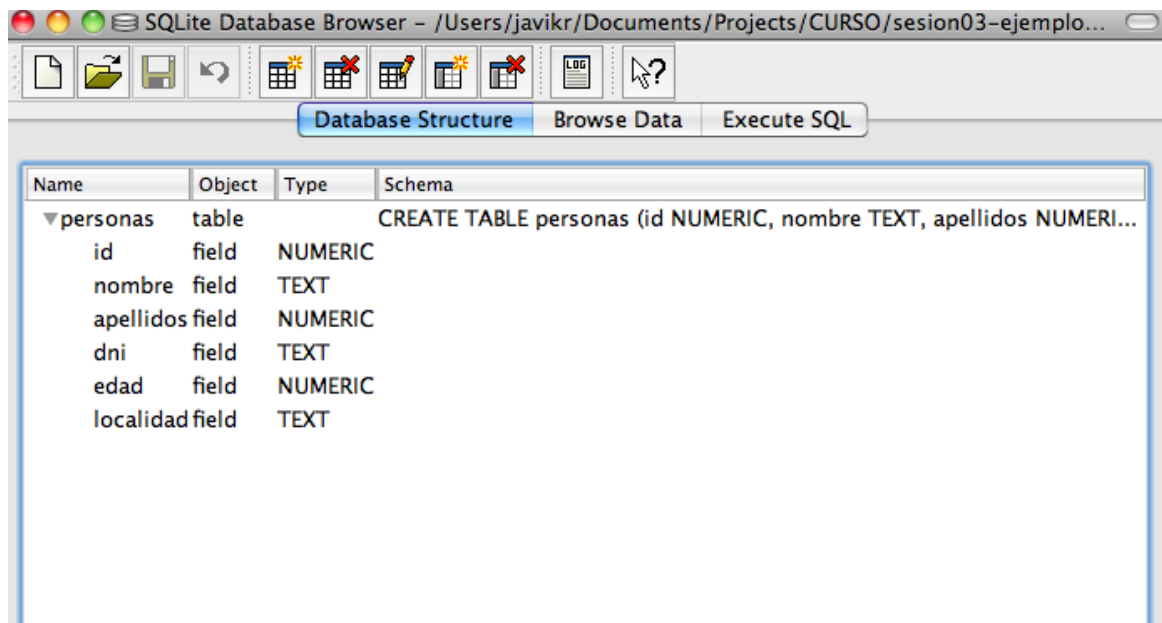 SQLite Database Browser – /Users/javikr/Documents/Projects/CURSO/sesion03-ejemplo...
LOG
?
Database Structure Browse Data Execute SQL
Name Object Type Schema
personas table CREATE TABLE personas (id NUMERIC, nombre TEXT, apellidos NUMERI...
id field NUMERIC
nombre field TEXT
apellidos field NUMERIC
dni field TEXT
edad field NUMERIC
localidad field TEXT